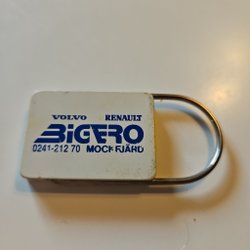 VOLVO RENAULT
BIGERO
0241-212 70 MOCKFJÄRD